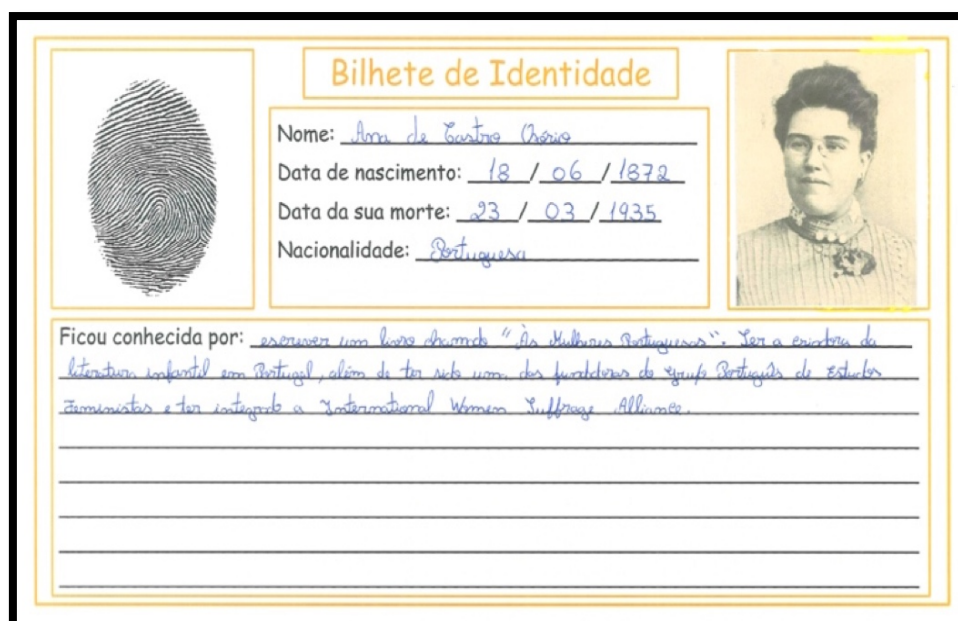 Bilhete de Identidade
Nome: Ana de Castro Osório
Data de nascimento: 18 / 06 / 1872
Data da sua morte: 23 / 03 / 1935
Nacionalidade: Portuguesa
Ficou conhecida por: escrever um livro chamado "Às Mulheres Portuguesas". Ser a criadora da
literatura infantil em Portugal, além de ter sido uma das fundadoras do Grupo Português de Estudos
Feministas e ter integrado a International Women Suffrage Alliance.